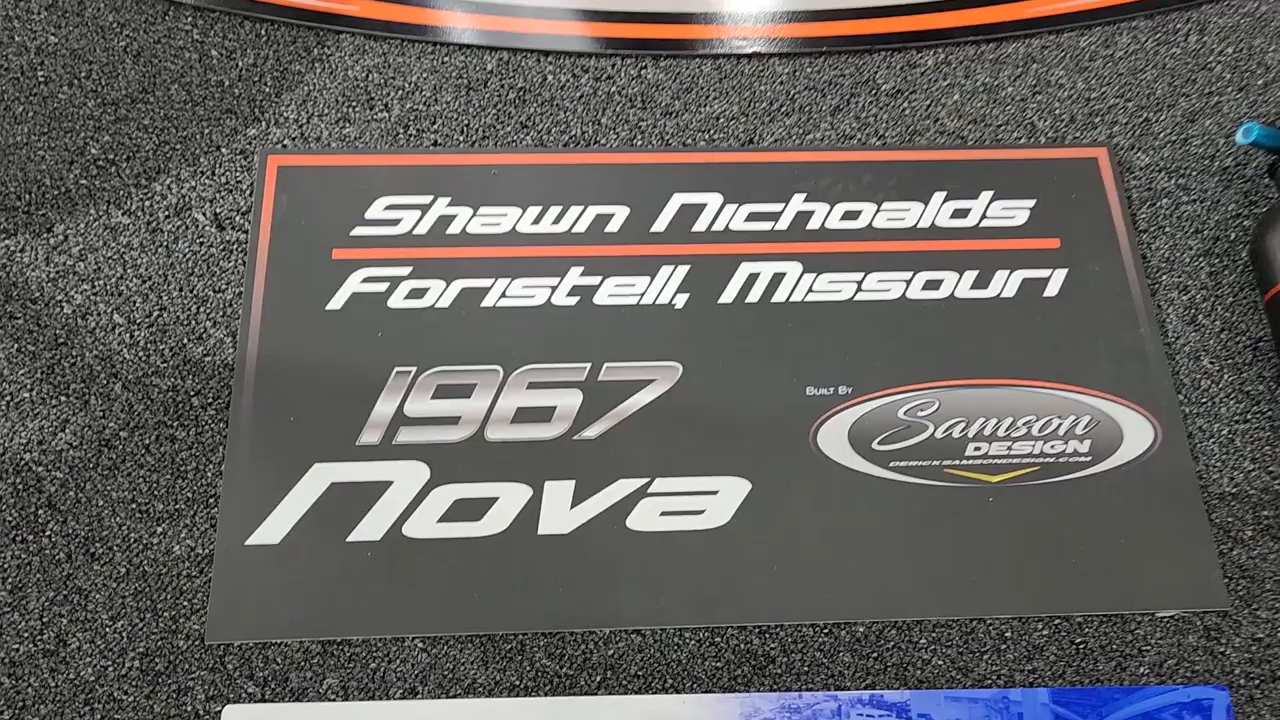 Shawn Nichoalds
Foristell, Missouri
1967
Nova
Built By
Samson
DESIGN
DERICKSAMSONDESIGN.COM